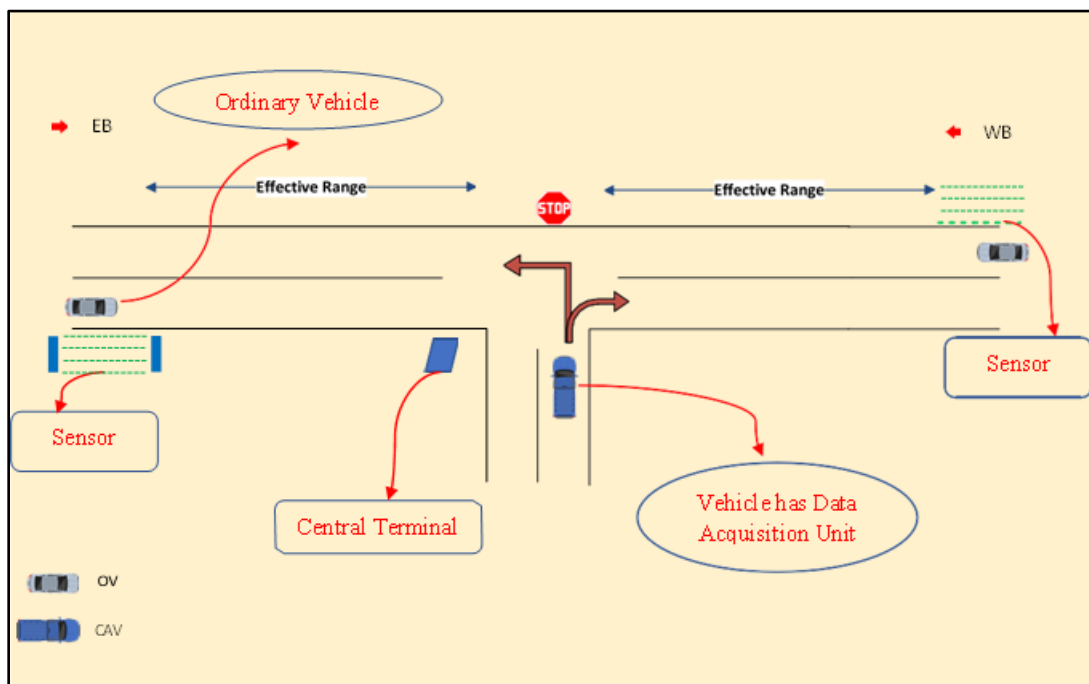 Ordinary Vehicle
EB
WB
Effective Range
Effective Range
STOP
Sensor
Sensor
Central Terminal
Vehicle has Data
Acquisition Unit
OV
CAV